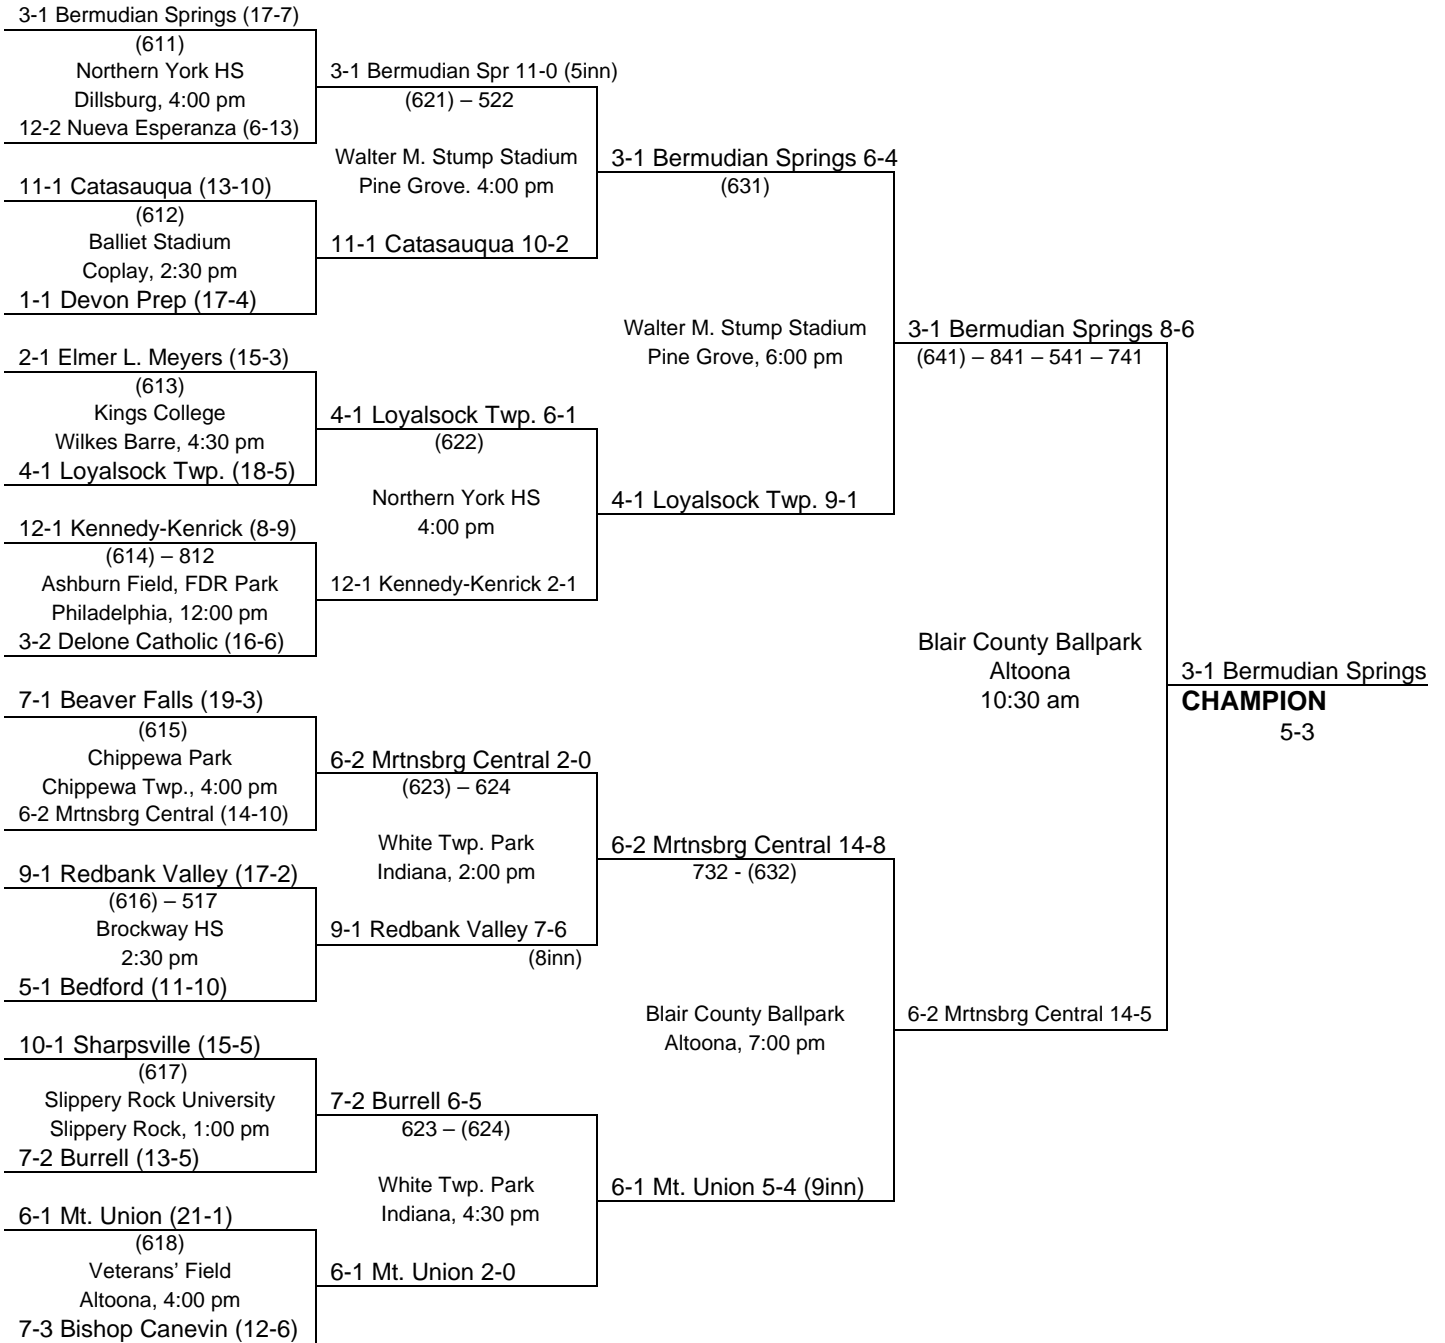 3-1 Bermudian Springs (17-7)
(611)
Northern York HS
Dillsburg, 4:00 pm
12-2 Nueva Esperanza (6-13)
11-1 Catasauqua (13-10)
(612)
Balliet Stadium
Coplay, 2:30 pm
1-1 Devon Prep (17-4)
2-1 Elmer L. Meyers (15-3)
(613)
Kings College
Wilkes Barre, 4:30 pm
4-1 Loyalsock Twp. (18-5)
12-1 Kennedy-Kenrick (8-9)
(614) – 812
Ashburn Field, FDR Park
Philadelphia, 12:00 pm
3-2 Delone Catholic (16-6)
7-1 Beaver Falls (19-3)
(615)
Chippewa Park
Chippewa Twp., 4:00 pm
6-2 Mrtnsbrg Central (14-10)
9-1 Redbank Valley (17-2)
(616) – 517
Brockway HS
2:30 pm
5-1 Bedford (11-10)
10-1 Sharpsville (15-5)
(617)
Slippery Rock University
Slippery Rock, 1:00 pm
7-2 Burrell (13-5)
6-1 Mt. Union (21-1)
(618)
Veterans' Field
Altoona, 4:00 pm
7-3 Bishop Canevin (12-6)
3-1 Bermudian Spr 11-0 (5inn)
(621) – 522
Walter M. Stump Stadium
Pine Grove. 4:00 pm
11-1 Catasauqua 10-2
4-1 Loyalsock Twp. 6-1
(622)
Northern York HS
4:00 pm
12-1 Kennedy-Kenrick 2-1
6-2 Mrtnsbrg Central 2-0
(623) – 624
White Twp. Park
Indiana, 2:00 pm
9-1 Redbank Valley 7-6
(8inn)
7-2 Burrell 6-5
623 – (624)
White Twp. Park
Indiana, 4:30 pm
6-1 Mt. Union 2-0
3-1 Bermudian Springs 6-4
(631)
Walter M. Stump Stadium
Pine Grove, 6:00 pm
4-1 Loyalsock Twp. 9-1
6-2 Mrtnsbrg Central 14-8
732 - (632)
Blair County Ballpark
Altoona, 7:00 pm
6-1 Mt. Union 5-4 (9inn)
3-1 Bermudian Springs 8-6
(641) – 841 – 541 – 741
Blair County Ballpark
Altoona
10:30 am
6-2 Mrtnsbrg Central 14-5
3-1 Bermudian Springs
CHAMPION
5-3